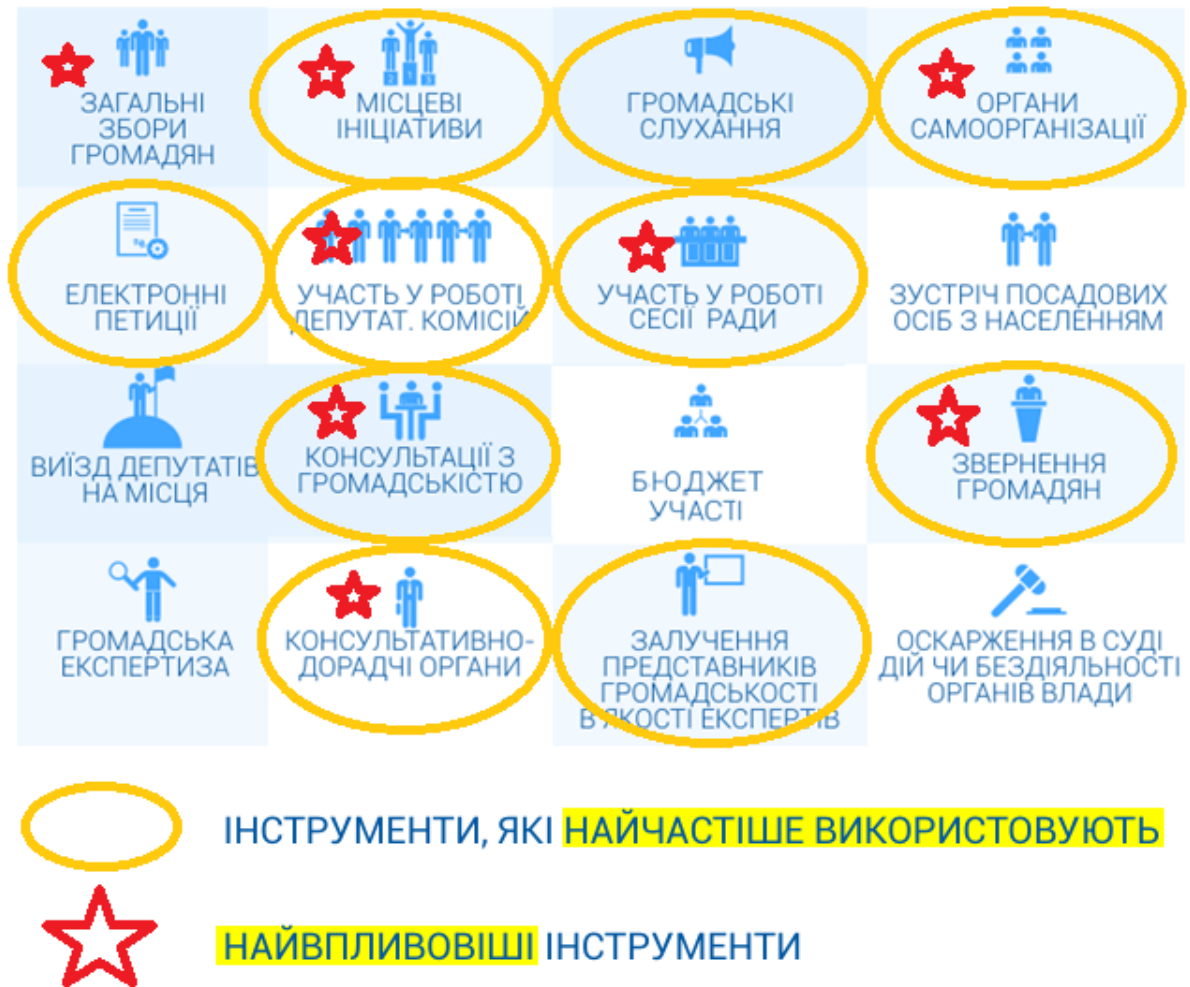 ЗАГАЛЬНІ
ЗБОРИ
ГРОМАДЯН
МІСЦЕВІ
ІНІЦІАТИВИ
ГРОМАДСЬКІ
СЛУХАННЯ
ОРГАНИ
САМООРГАНІЗАЦІЇ
ЕЛЕКТРОННІ
ПЕТИЦІЇ
УЧАСТЬ У РОБОТІ
ДЕПУТАТ. КОМІСІЙ
УЧАСТЬ У РОБОТІ
СЕСІЇ РАДИ
ЗУСТРІЧ ПОСАДОВИХ
ОСІБ З НАСЕЛЕННЯМ
ВИЇЗД ДЕПУТАТІВ
НА МІСЦЯ
КОНСУЛЬТАЦІЇ З
ГРОМАДСЬКІСТЮ
БЮДЖЕТ
УЧАСТІ
ЗВЕРНЕННЯ
ГРОМАДЯН
ГРОМАДСЬКА
ЕКСПЕРТИЗА
КОНСУЛЬТАТИВНО-
ДОРАДЧІ ОРГАНИ
ЗАЛУЧЕННЯ
ПРЕДСТАВНИКІВ
ГРОМАДСЬКОСТІ
В ЯКОСТІ ЕКСПЕРТІВ
ОСКАРЖЕННЯ В СУДІ
ДІЙ ЧИ БЕЗДІЯЛЬНОСТІ
ОРГАНІВ ВЛАДИ
ІНСТРУМЕНТИ, ЯКІ НАЙЧАСТІШЕ ВИКОРИСТОВУЮТЬ
НАЙВПЛИВОВІШІ ІНСТРУМЕНТИ